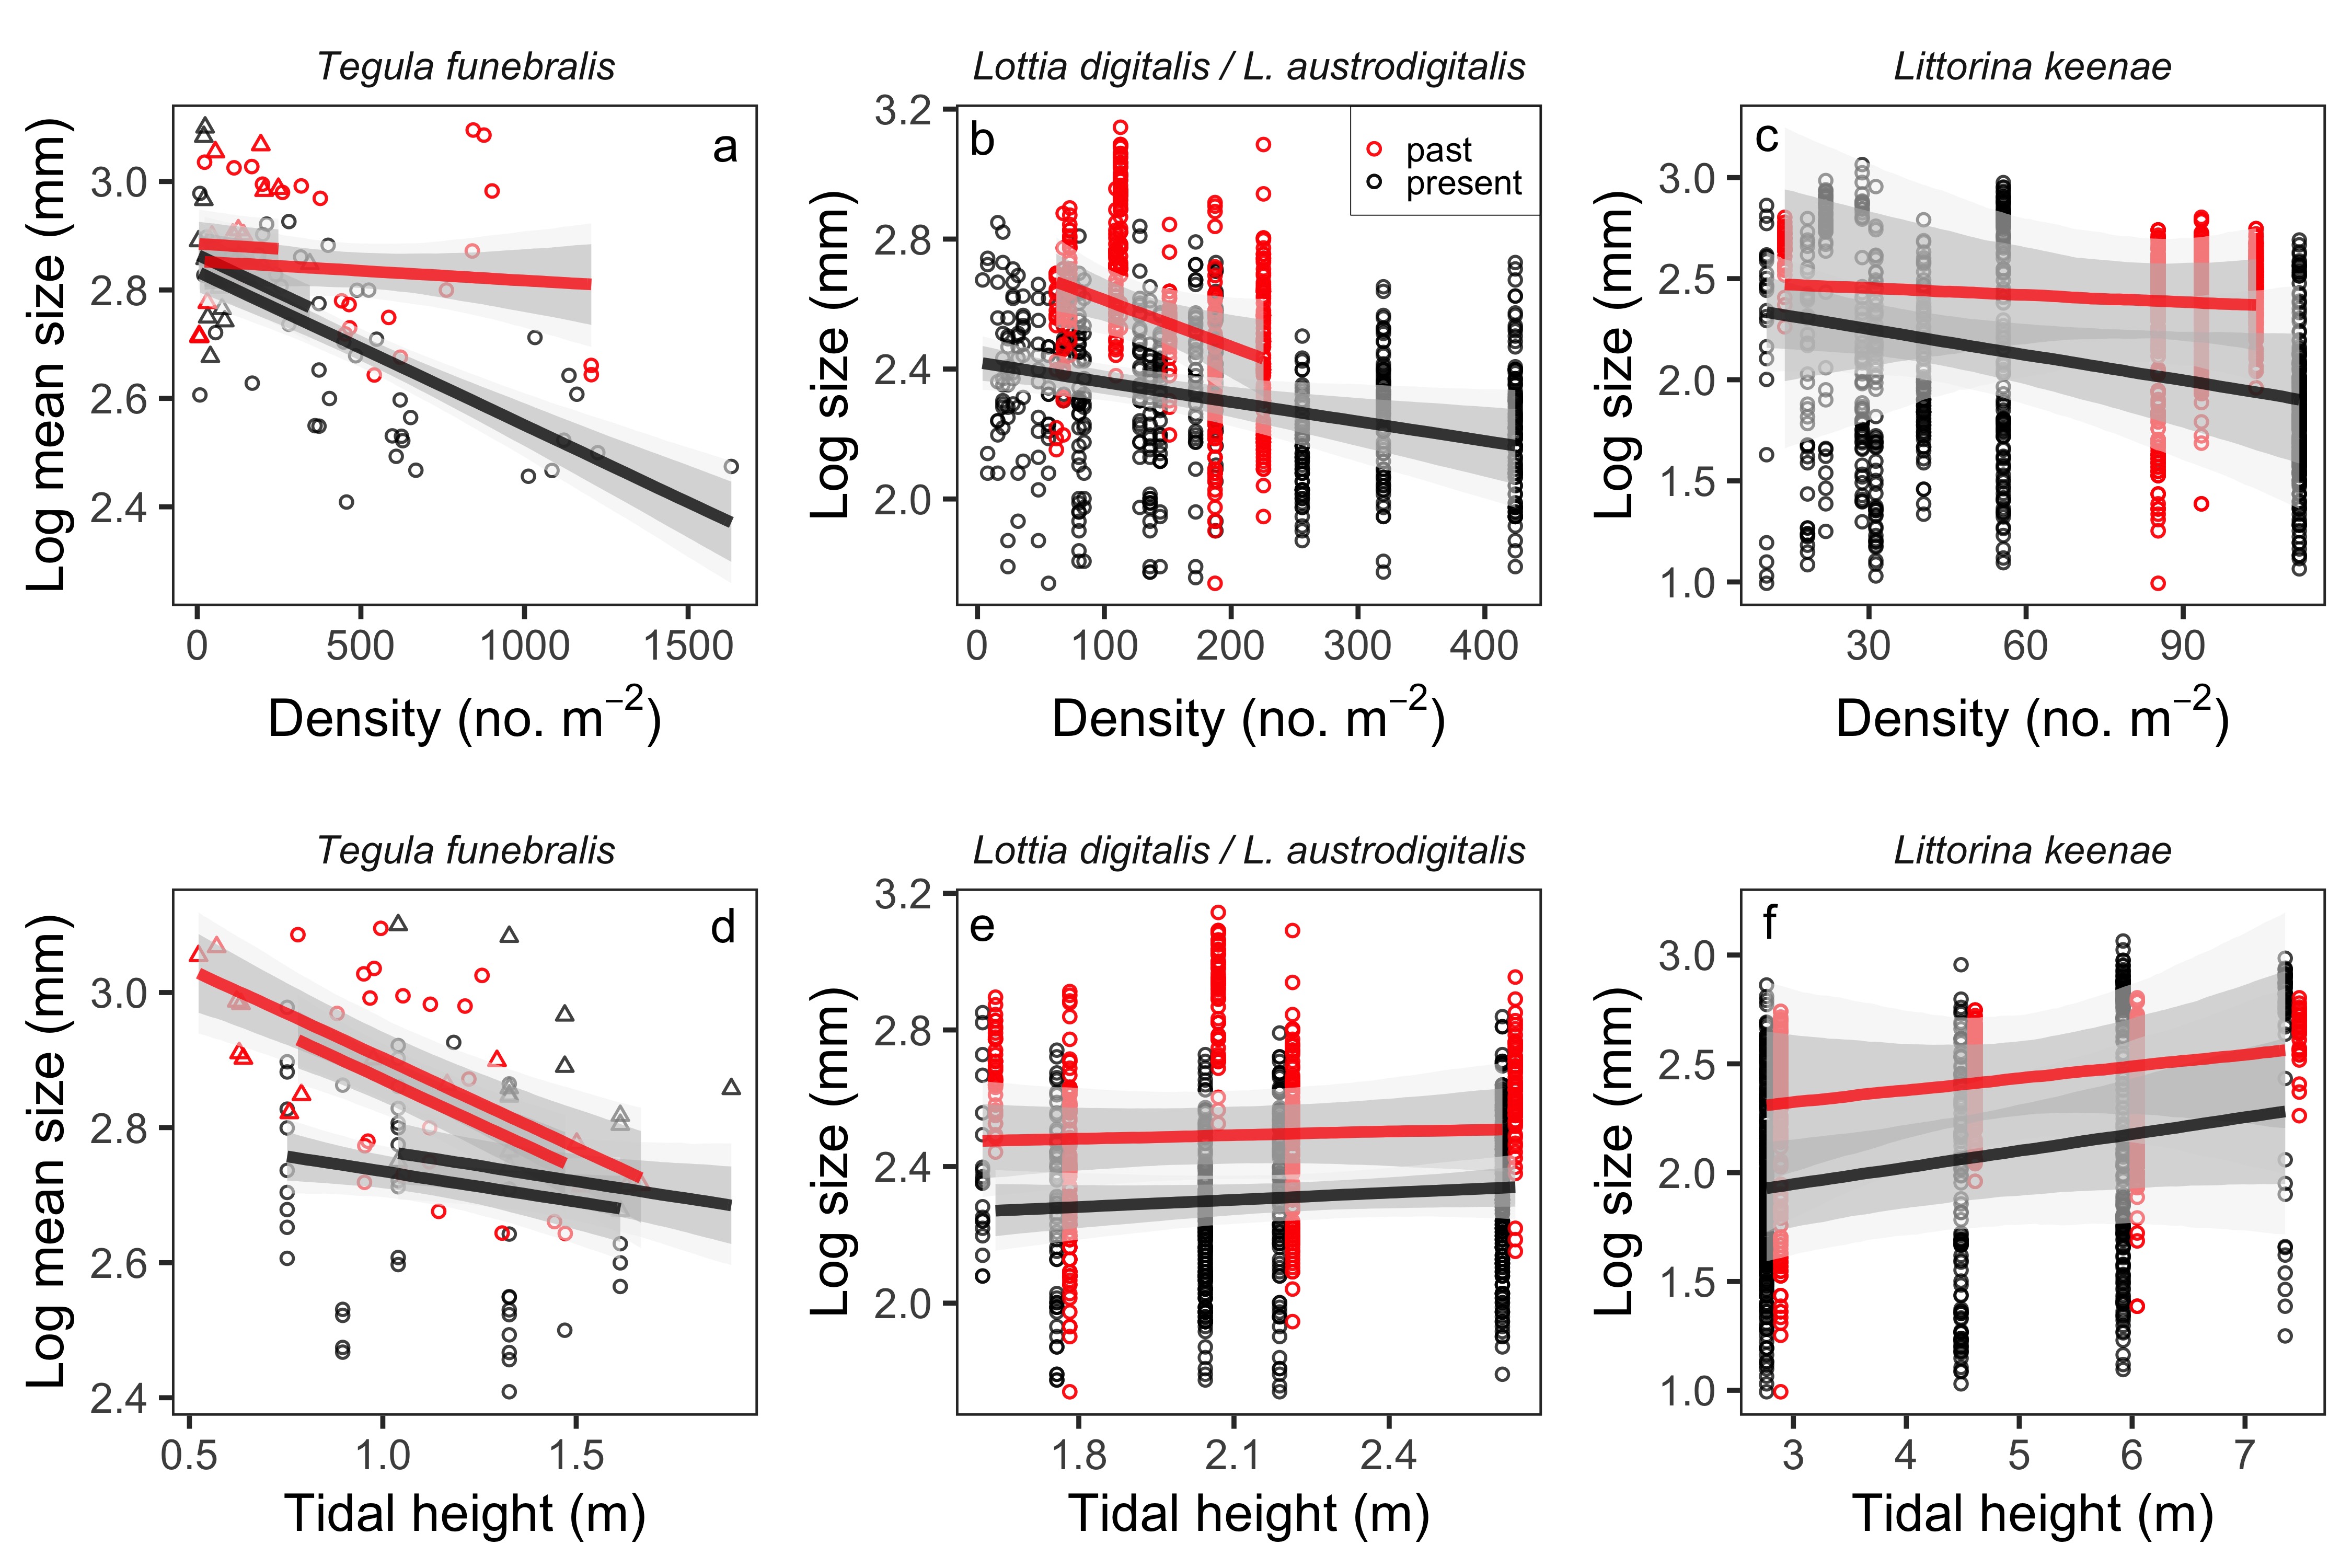 Tegula funebralis
Lottia digitalis / L. austrodigitalis
Littorina keenae
Log mean size (mm)
3.0
2.8
2.6
2.4
a
0
500
1000
1500
Density (no. m⁻²)
Log size (mm)
3.2
2.8
2.4
2.0
b
past
present
0
100
200
300
400
Density (no. m⁻²)
Log size (mm)
3.0
2.5
2.0
1.5
1.0
c
30
60
90
Density (no. m⁻²)
Tegula funebralis
Lottia digitalis / L. austrodigitalis
Littorina keenae
Log mean size (mm)
3.0
2.8
2.6
2.4
d
0.5
1.0
1.5
Tidal height (m)
Log size (mm)
3.2
2.8
2.4
2.0
e
1.8
2.1
2.4
Tidal height (m)
Log size (mm)
3.0
2.5
2.0
1.5
1.0
f
3
4
5
6
7
Tidal height (m)